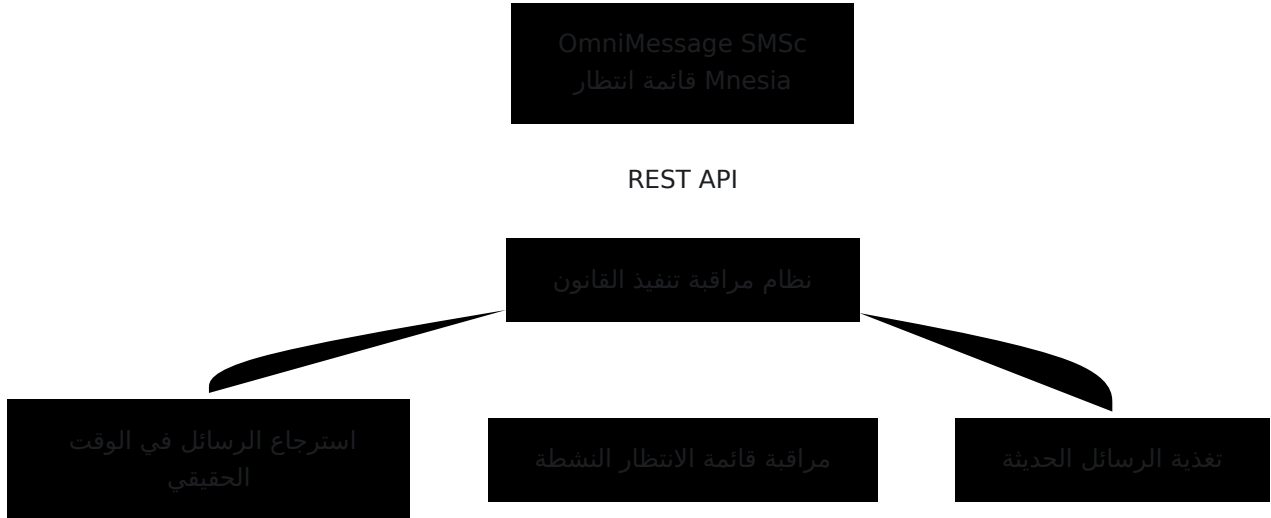 OmniMessage SMSc
قائمة انتظار Mnesia
REST API
نظام مراقبة تنفيذ القانون
استرجاع الرسائل في الوقت
الحقيقي
مراقبة قائمة الانتظار النشطة
تغذية الرسائل الحديثة